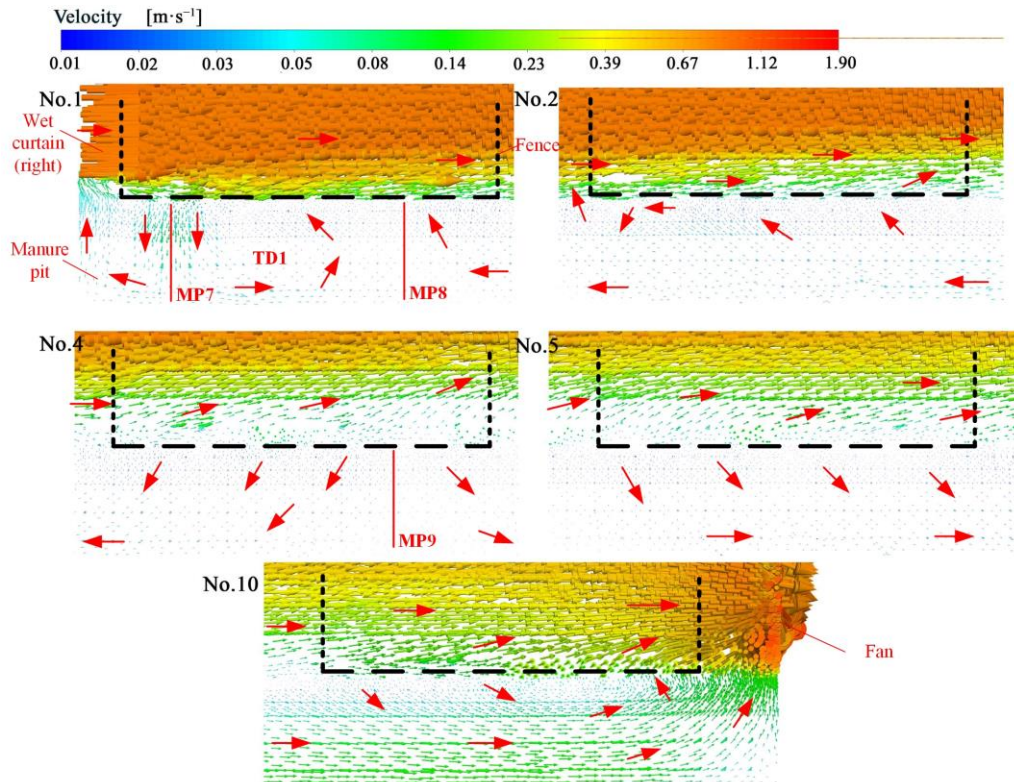 Velocity [m·s⁻¹]
0.01 0.02 0.03 0.05 0.08 0.14 0.23 0.39 0.67 1.12 1.90
No.1
No.2
Wet
curtain
(right)
Fence
Manure
pit
TD1
MP7
MP8
No.4
No.5
MP9
No.10
Fan